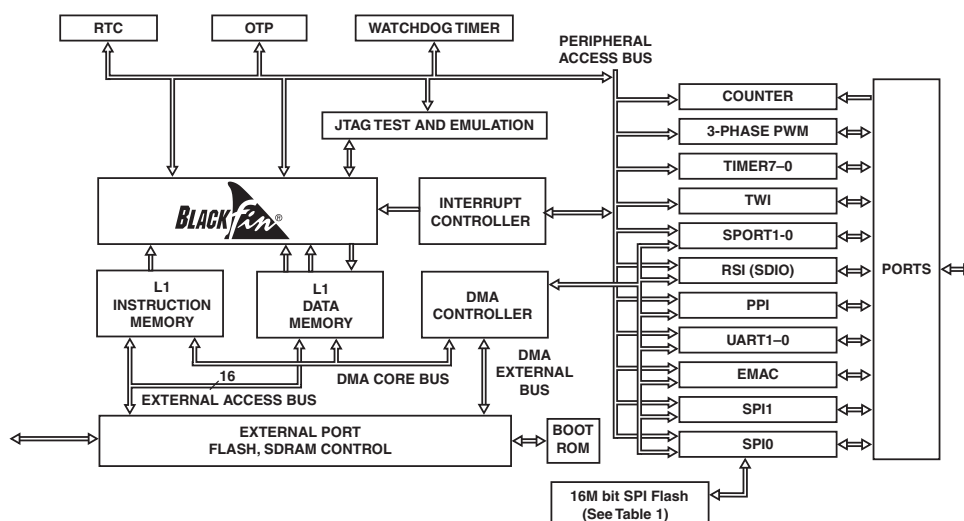 RTC
OTP
WATCHDOG TIMER
PERIPHERAL
ACCESS BUS
JTAG TEST AND EMULATION
BLACKfin®
INTERRUPT
CONTROLLER
L1
INSTRUCTION
MEMORY
L1
DATA
MEMORY
DMA
CONTROLLER
16
DMA CORE BUS
EXTERNAL ACCESS BUS
DMA
EXTERNAL
BUS
EXTERNAL PORT
FLASH, SDRAM CONTROL
BOOT
ROM
COUNTER
3-PHASE PWM
TIMER7–0
TWI
SPORT1-0
RSI (SDIO)
PPI
UART1–0
EMAC
SPI1
SPI0
PORTS
16M bit SPI Flash
(See Table 1)